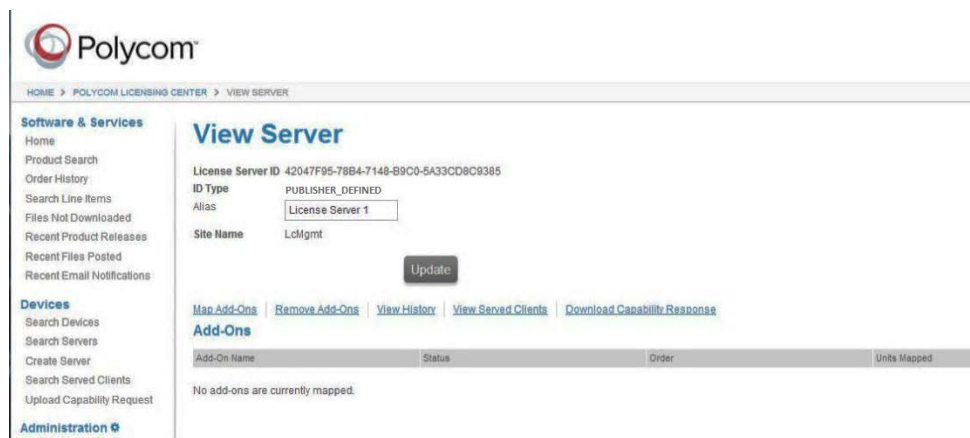 Polycom
HOME > POLYCOM LICENSING CENTER > VIEW SERVER
Software & Services
Home
Product Search
Order History
Search Line Items
Files Not Downloaded
Recent Product Releases
Recent Files Posted
Recent Email Notifications
Devices
Search Devices
Search Servers
Create Server
Search Served Clients
Upload Capability Request
Administration
View Server
License Server ID 42047F95-78B4-7148-B9C0-5A33CD8C9385
ID Type PUBLISHER_DEFINED
Alias License Server 1
Site Name LcMgmt
Update
Map Add-Ons Remove Add-Ons View History View Served Clients Download Capability Response
Add-Ons
Add-On Name Status Order Units Mapped
No add-ons are currently mapped.